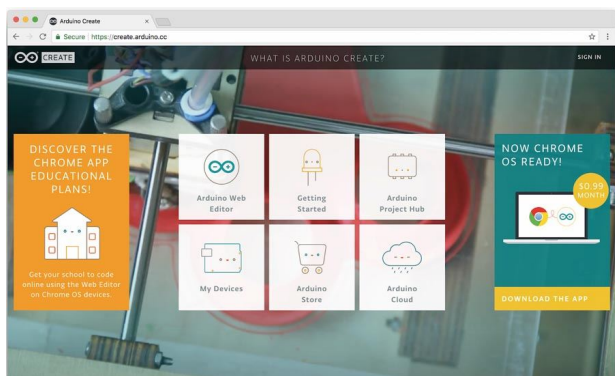 Arduino Create
Secure https://create.arduino.cc
CREATE
WHAT IS ARDUINO CREATE?
SIGN IN
DISCOVER THE
CHROME APP
EDUCATIONAL
PLANS!
Get your school to code
online using the Web Editor
on Chrome OS devices.
Arduino Web
Editor
Getting
Started
Arduino
Project Hub
My Devices
Arduino
Store
Arduino
Cloud
NOW CHROME
OS READY!
$0.99
MONTH
DOWNLOAD THE APP